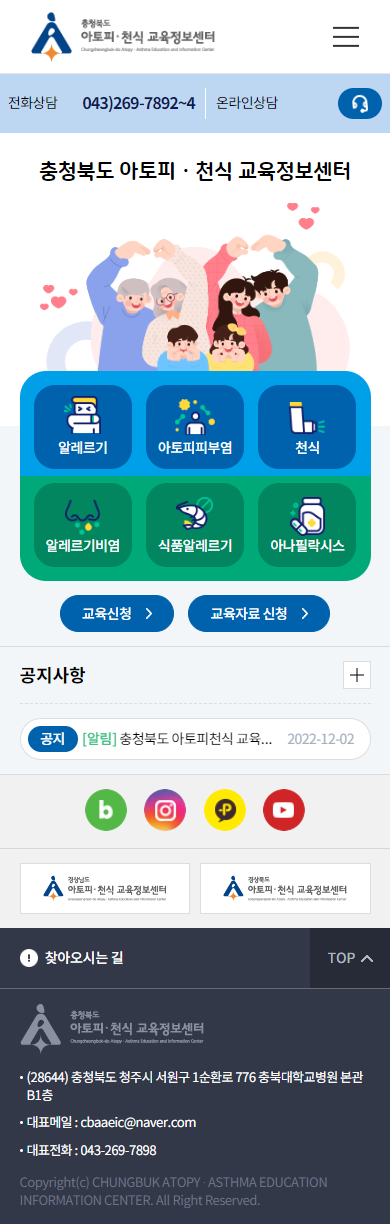 충청북도
아토피·천식 교육정보센터
Chungcheongbuk-do Atopy · Asthma Education and Information Center
전화상담 043)269-7892~4 온라인상담
충청북도 아토피 · 천식 교육정보센터
알레르기 아토피피부염 천식
알레르기비염 식품알레르기 아나필락시스
교육신청 교육자료 신청
공지사항
공지 [알림] 충청북도 아토피천식 교육... 2022-12-02
경상남도 경상북도
아토피·천식 교육정보센터 아토피·천식 교육정보센터
찾아오시는 길 TOP
충청북도
아토피·천식 교육정보센터
Chungcheongbuk-do Atopy · Asthma Education and Information Center
• (28644) 충청북도 청주시 서원구 1순환로 776 충북대학교병원 본관
B1층
• 대표메일 : cbaaeic@naver.com
• 대표전화 : 043-269-7898
Copyright(c) CHUNGBUK ATOPY · ASTHMA EDUCATION
INFORMATION CENTER. All Right Reserved.